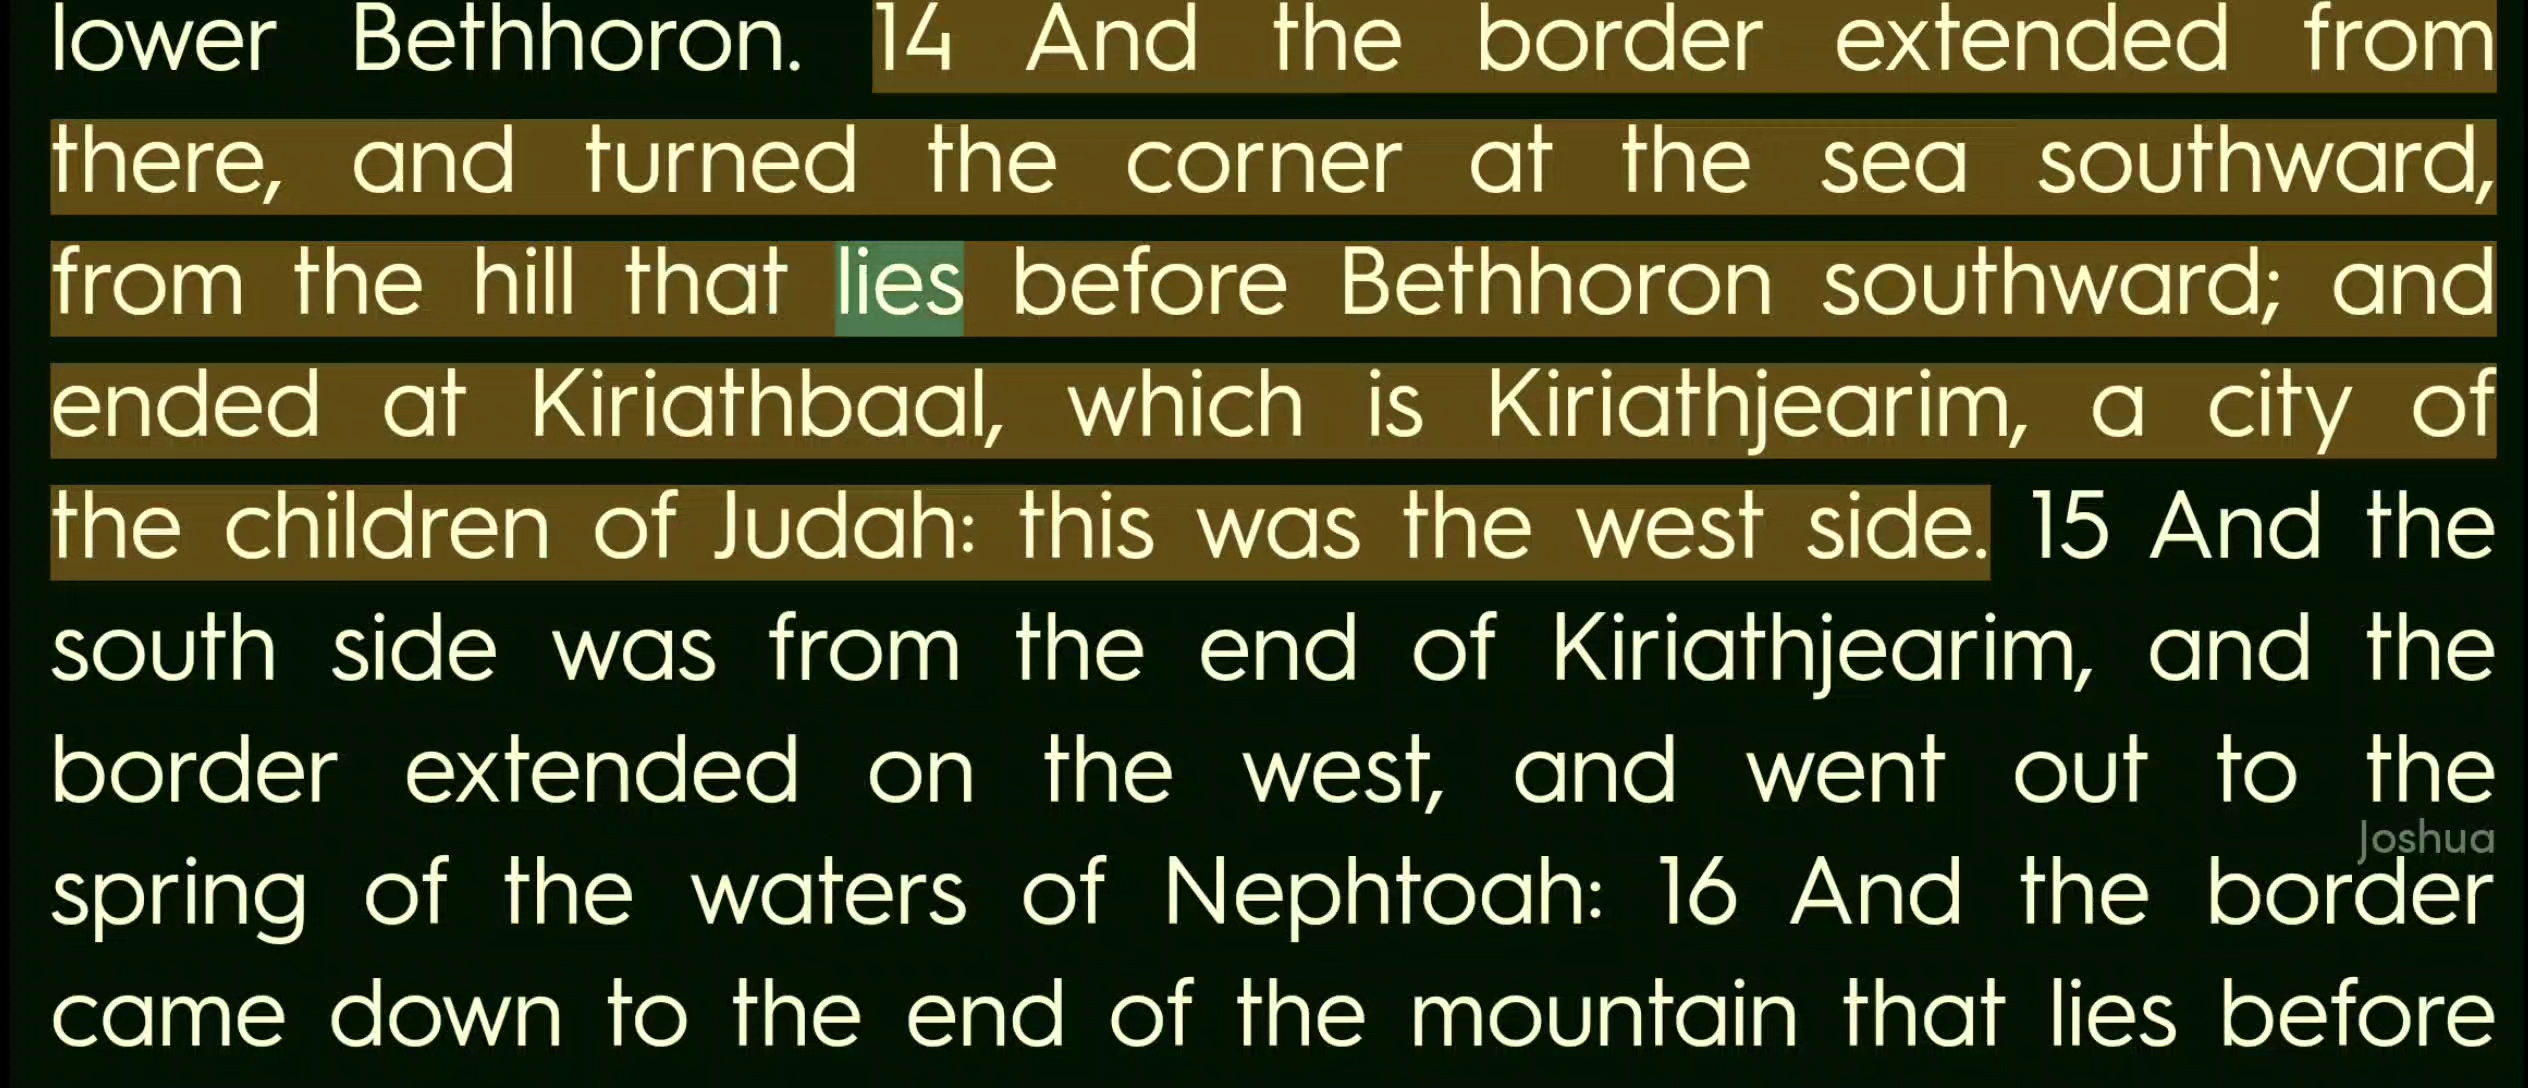 lower Bethhoron. 14 And the border extended from
there, and turned the corner at the sea southward,
from the hill that lies before Bethhoron southward; and
ended at Kiriathbaal, which is Kiriathjearim, a city of
the children of Judah: this was the west side. 15 And the
south side was from the end of Kiriathjearim, and the
border extended on the west, and went out to the
Joshua
spring of the waters of Nephtoah: 16 And the border
came down to the end of the mountain that lies before